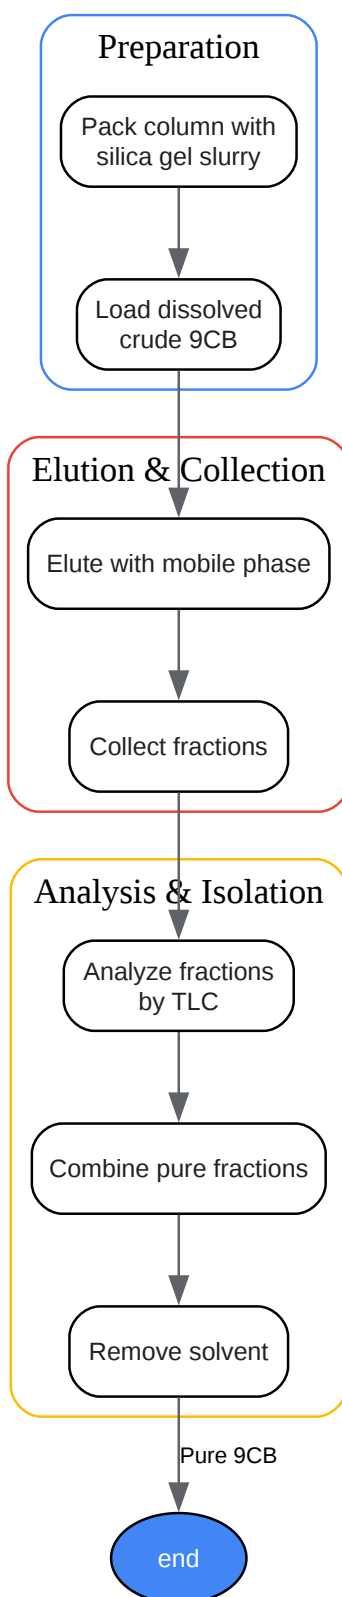 Preparation
Pack column with
silica gel slurry
Load dissolved
crude 9CB
Elution & Collection
Elute with mobile phase
Collect fractions
Analysis & Isolation
Analyze fractions
by TLC
Combine pure fractions
Remove solvent
Pure 9CB
end